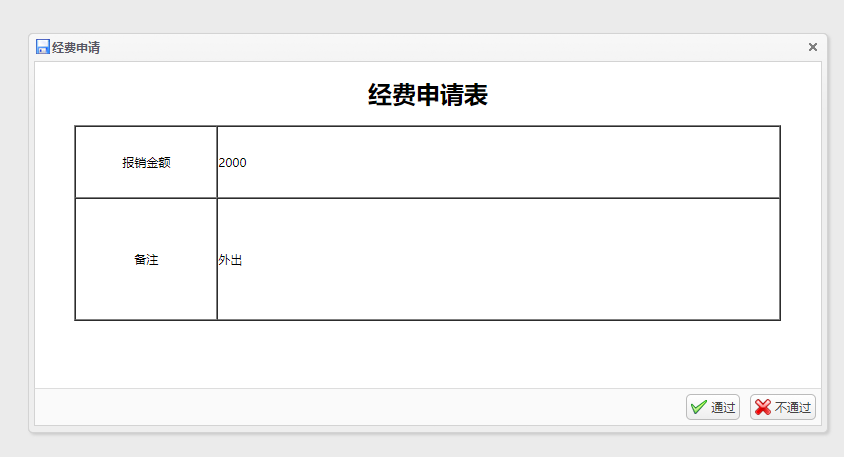 经费申请
经费申请表
报销金额 2000
备注 外出
通过 不通过